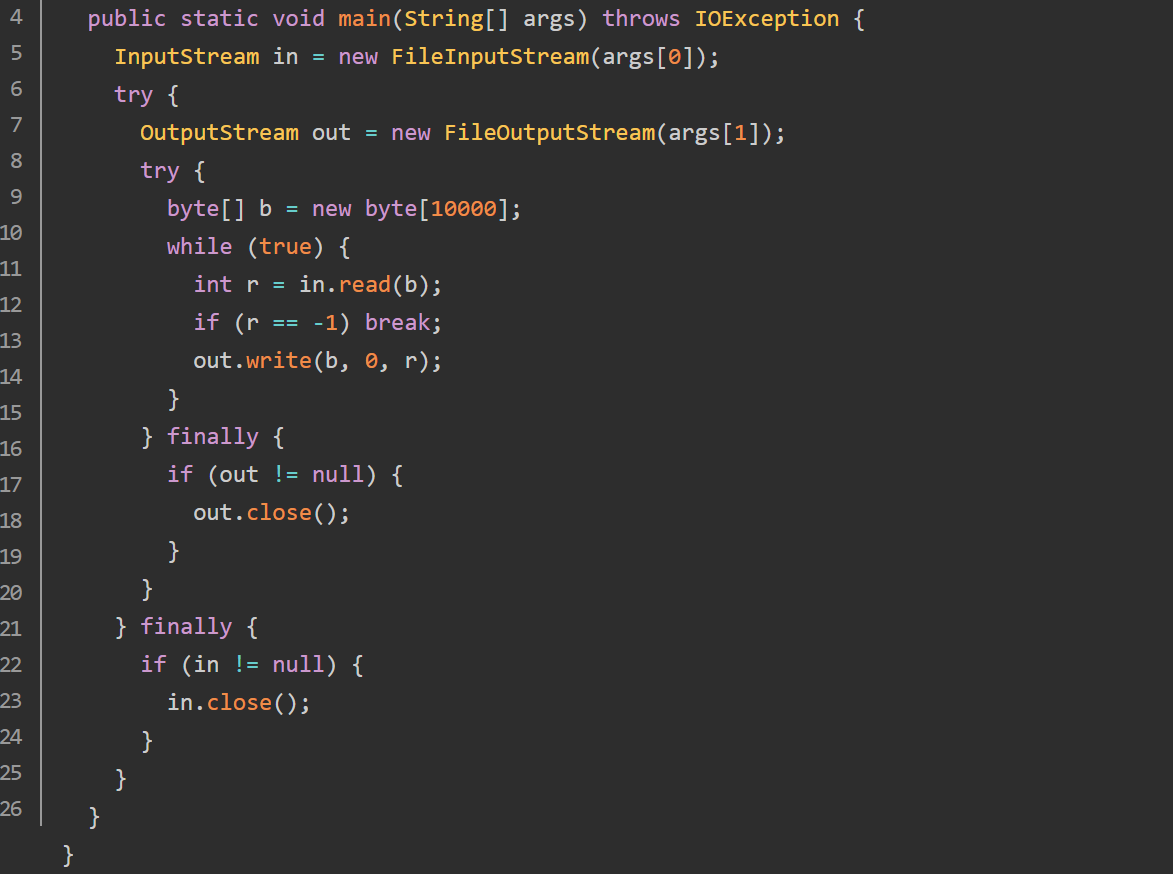 4 public static void main(String[] args) throws IOException {
5 InputStream in = new FileInputStream(args[0]);
6 try {
7 OutputStream out = new FileOutputStream(args[1]);
8 try {
9 byte[] b = new byte[10000];
10 while (true) {
11 int r = in.read(b);
12 if (r == -1) break;
13 out.write(b, 0, r);
14 }
15 } finally {
16 if (out != null) {
17 out.close();
18 }
19 }
20 } finally {
21 if (in != null) {
22 in.close();
23 }
24 }
25 }
26 }